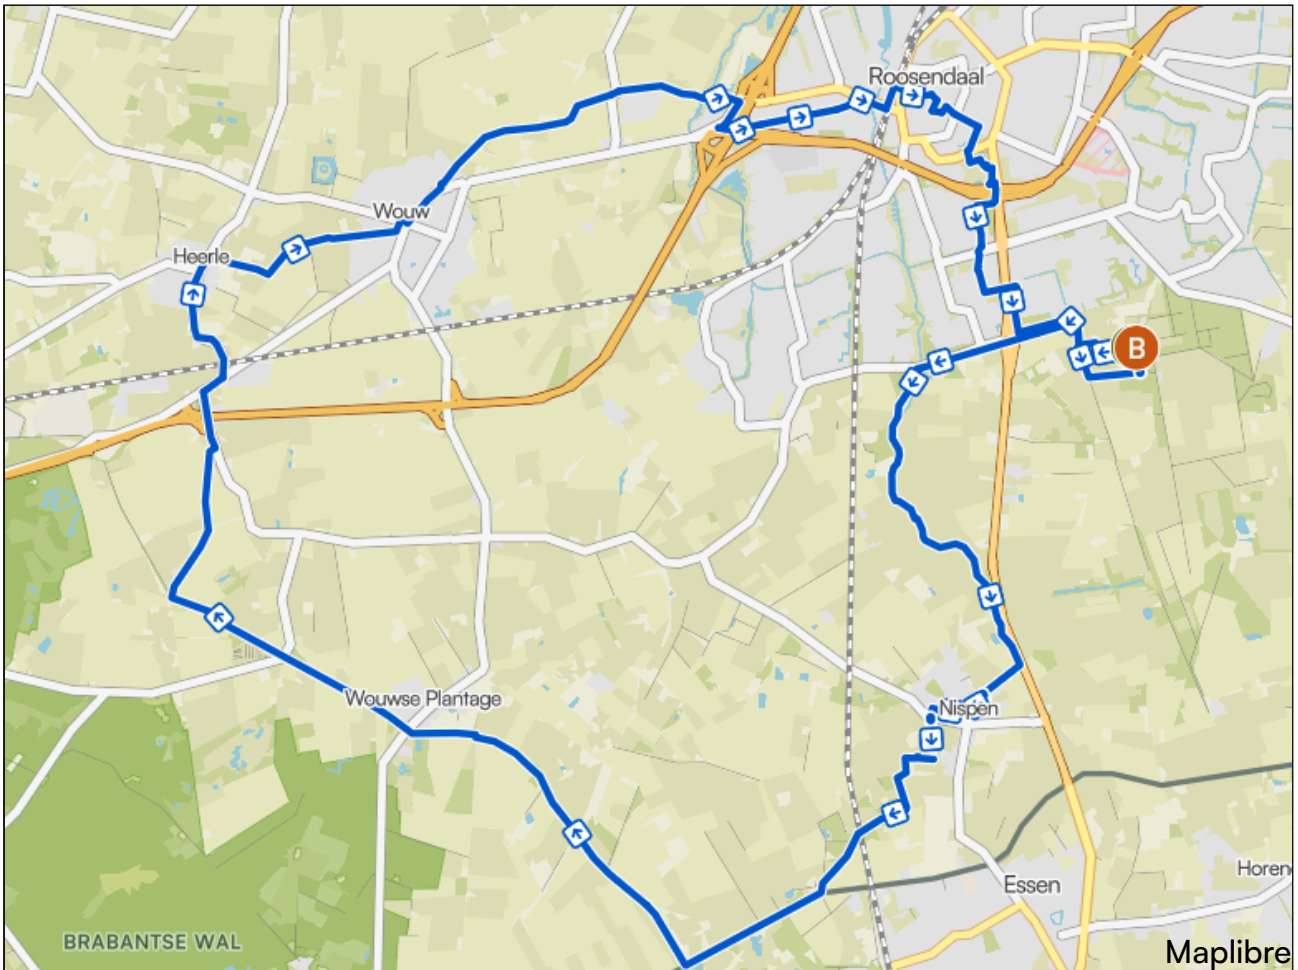 Roosendaal
Wouw
Heerle
B
Wouwse Plantage
Nispen
Essen
Horen
BRABANTSE WAL
Maplibre